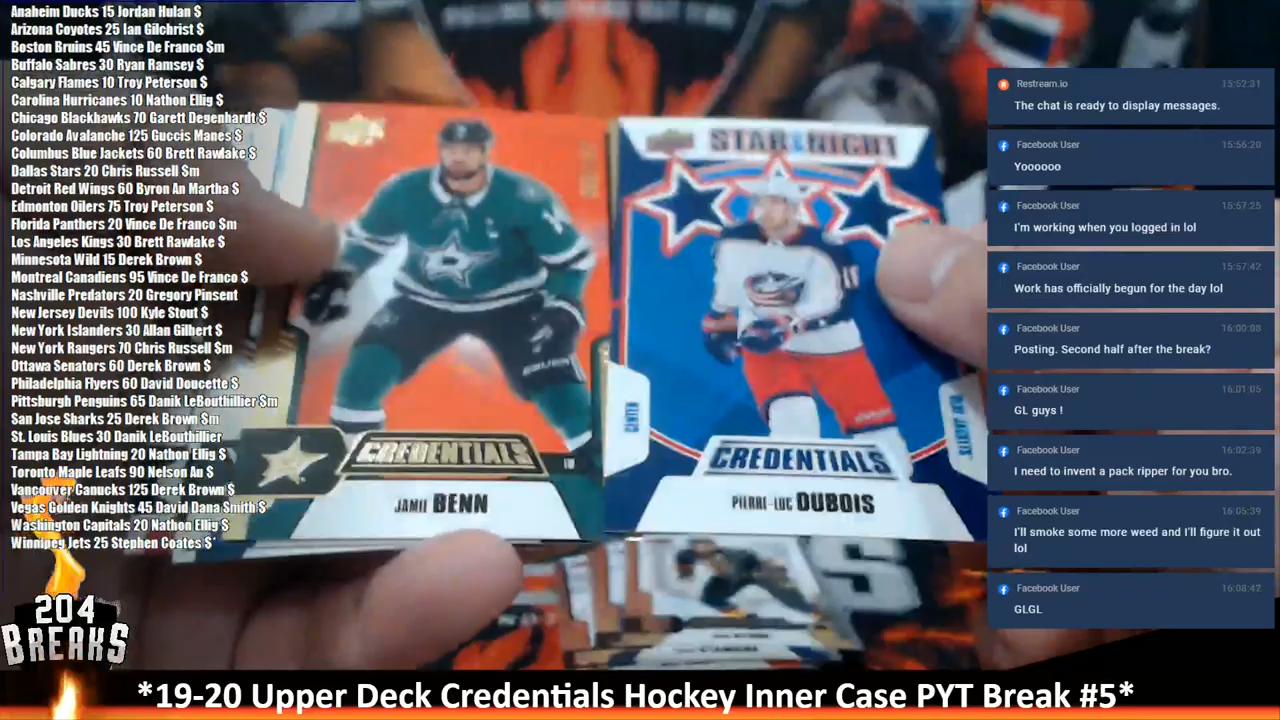 204
Anaheim Ducks 15 Jordan Hulan $
Arizona Coyotes 25 Ian Gilchrist $
Boston Bruins 45 Vince De Franco $m
Buffalo Sabres 30 Ryan Ramsey $
Calgary Flames 10 Troy Peterson $
Carolina Hurricanes 10 Nathon Ellig $
Chicago Blackhawks 70 Garett Degenhardt $
Colorado Avalanche 125 Guccis Manes $
Columbus Blue Jackets 60 Brett Rawlake $
Dallas Stars 20 Chris Russell $m
Detroit Red Wings 60 Byron An Martha $
Edmonton Oilers 75 Troy Peterson $
Florida Panthers 20 Vince De Franco $m
Los Angeles Kings 30 Brett Rawlake $
Minnesota Wild 15 Derek Brown $
Montreal Canadiens 95 Vince De Franco $
Nashville Predators 20 Gregory Pinsent
New Jersey Devils 100 Kyle Stout $
New York Islanders 30 Allan Gilbert $
New York Rangers 70 Chris Russell $m
Ottawa Senators 60 Derek Brown $
Philadelphia Flyers 60 David Doucette $
Pittsburgh Penguins 65 Danik LeBouthillier $m
San Jose Sharks 25 Derek Brown $m
St. Louis Blues 30 Danik LeBouthillier
Tampa Bay Lightning 20 Nathon Ellig $
Toronto Maple Leafs 90 Nelson Au $
Vancouver Canucks 125 Derek Brown $
Vegas Golden Knights 45 David Dana Smith $
Washington Capitals 20 Nathon Ellig $
Winnipeg Jets 25 Stephen Coates $*
204
BREAKS
CREDENTIALS
JAMIE BENN
STAR OF THE NIGHT
CENTER
BLUE JACKETS
CREDENTIALS
PIERRE-LUC DUBOIS
Restream.io 15:52:31
The chat is ready to display messages.
Facebook User 15:56:20
Yoooooo
Facebook User 15:57:25
I'm working when you logged in lol
Facebook User 15:57:42
Work has officially begun for the day lol
Facebook User 16:00:08
Posting. Second half after the break?
Facebook User 16:01:05
GL guys !
Facebook User 16:02:39
I need to invent a pack ripper for you bro.
Facebook User 16:05:39
I'll smoke some more weed and I'll figure it out
lol
Facebook User 16:08:42
GLGL
*19-20 Upper Deck Credentials Hockey Inner Case PYT Break #5*